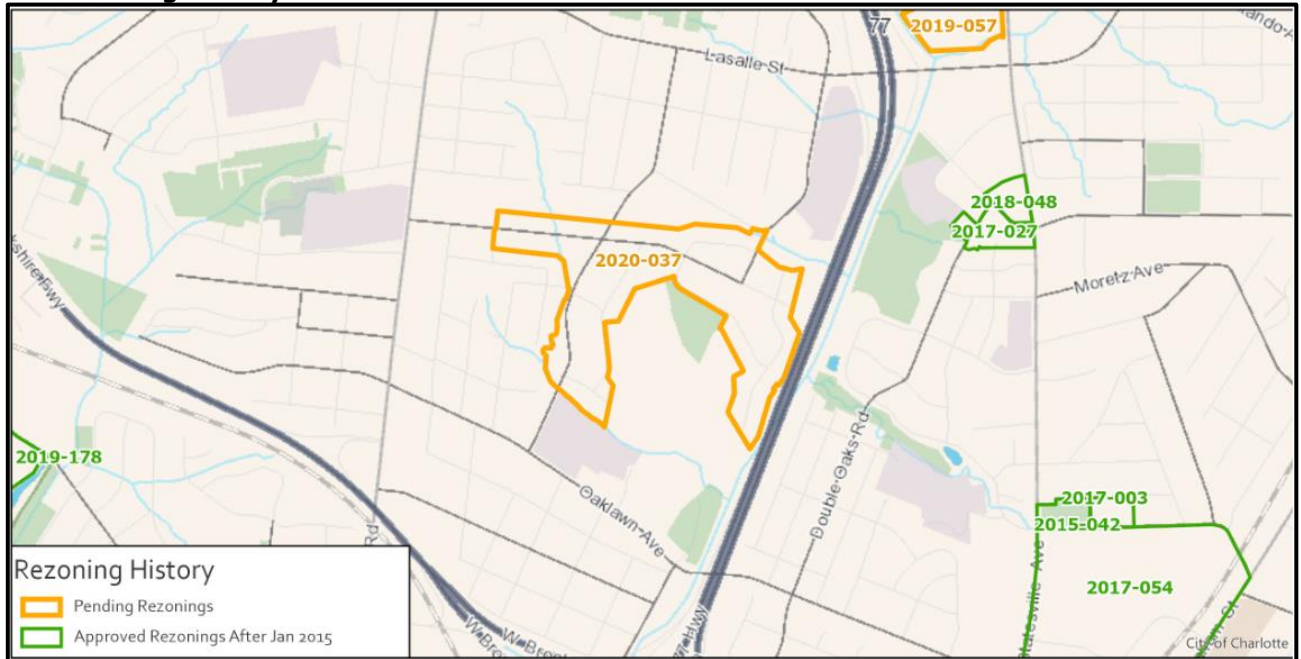 77
2019-057
Lasalle St
2018-048
2017-027
2020-037
Moretz Ave
2019-178
Double Oaks Rd
Oaklawn Ave
2017-003
2015-042
2017-054
Rezoning History
Pending Rezonings
Approved Rezonings After Jan 2015
City of Charlotte